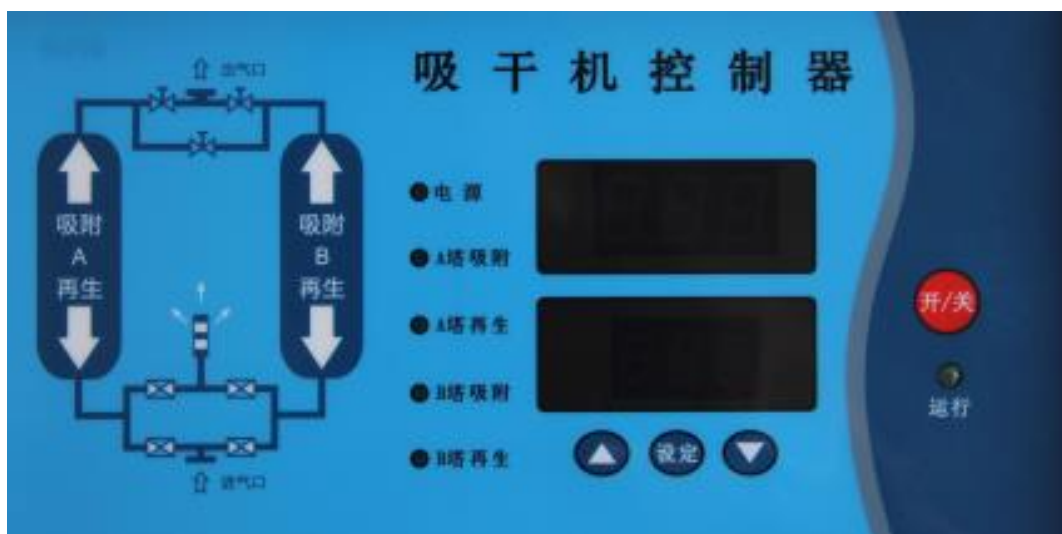 吸干机控制器
出气口
吸附
A
再生
吸附
B
再生
进气口
电源
A塔吸附
A塔再生
B塔吸附
B塔再生
设定
开/关
运行